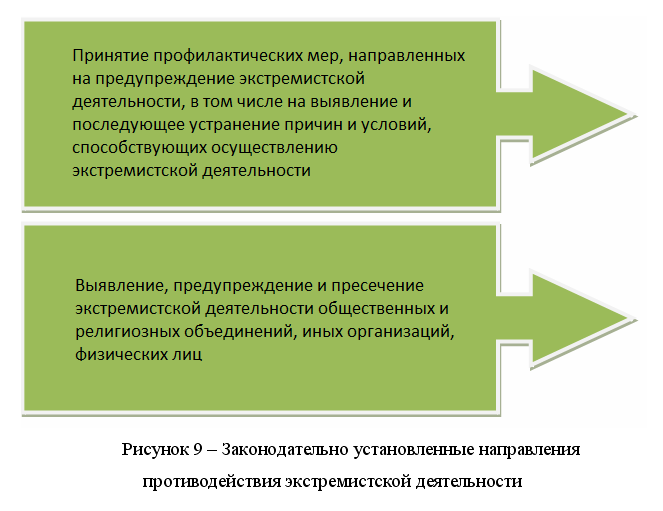 Принятие профилактических мер, направленных
на предупреждение экстремистской
деятельности, в том числе на выявление и
последующее устранение причин и условий,
способствующих осуществлению
экстремистской деятельности
Выявление, предупреждение и пресечение
экстремистской деятельности общественных и
религиозных объединений, иных организаций,
физических лиц
Рисунок 9 – Законодательно установленные направления
противодействия экстремистской деятельности